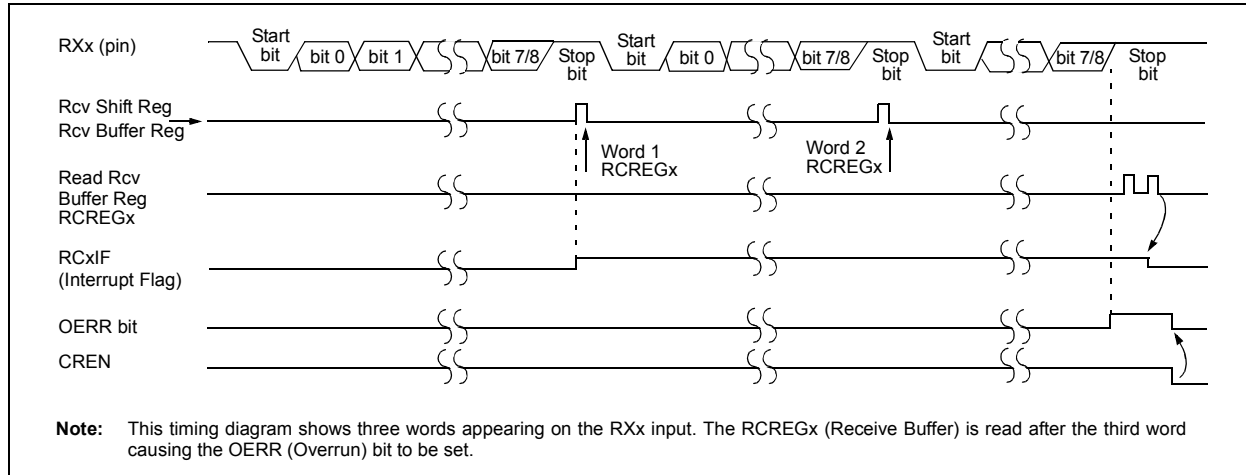 RXx (pin)
Start bit
bit 0
bit 1
bit 7/8
Stop bit
Start bit
bit 0
bit 7/8
Stop bit
Start bit
bit 7/8
Stop bit
Rcv Shift Reg
Rcv Buffer Reg
Word 1
RCREGx
Word 2
RCREGx
Read Rcv
Buffer Reg
RCREGx
RCxIF
(Interrupt Flag)
OERR bit
CREN
Note: This timing diagram shows three words appearing on the RXx input. The RCREGx (Receive Buffer) is read after the third word
causing the OERR (Overrun) bit to be set.